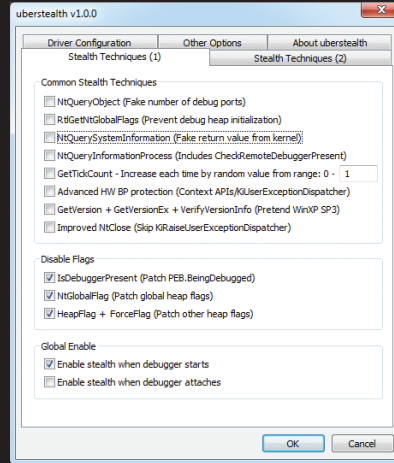 uberstealth v1.0.0
Driver Configuration
Other Options
About uberstealth
Stealth Techniques (1)
Stealth Techniques (2)
Common Stealth Techniques
NtQueryObject (Fake number of debug ports)
RtlGetNtGlobalFlags (Prevent debug heap initialization)
NtQuerySystemInformation (Fake return value from kernel)
NtQueryInformationProcess (Includes CheckRemoteDebuggerPresent)
GetTickCount - Increase each time by random value from range: 0 - 1
Advanced HW BP protection (Context APIs/KiUserExceptionDispatcher)
GetVersion + GetVersionEx + VerifyVersionInfo (Pretend WinXP SP3)
Improved NtClose (Skip KiRaiseUserExceptionDispatcher)
Disable Flags
IsDebuggerPresent (Patch PEB.BeingDebugged)
NtGlobalFlag (Patch global heap flags)
HeapFlag + ForceFlag (Patch other heap flags)
Global Enable
Enable stealth when debugger starts
Enable stealth when debugger attaches
OK
Cancel